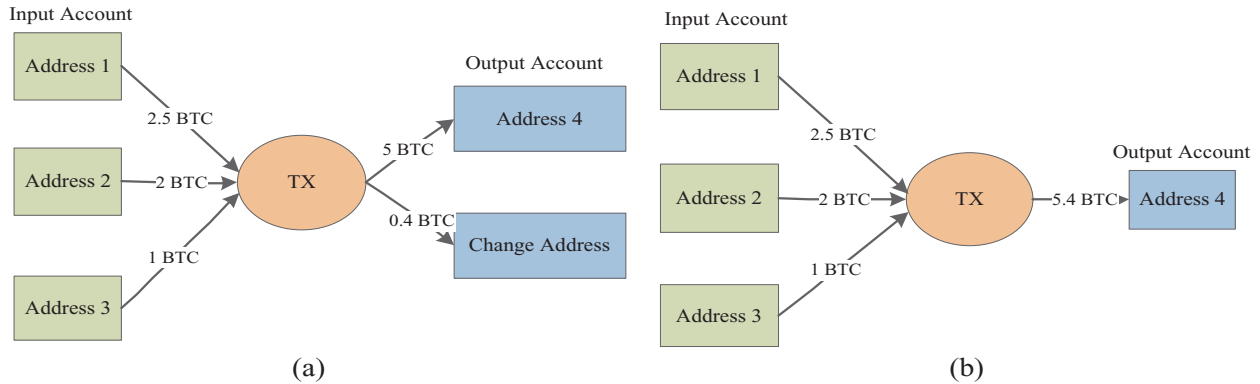 Input Account
Address 1
2.5 BTC
Address 2
2 BTC
1 BTC
Address 3
TX
Output Account
5 BTC
Address 4
0.4 BTC
Change Address
(a)
Input Account
Address 1
2.5 BTC
Address 2
2 BTC
1 BTC
Address 3
TX
Output Account
5.4 BTC
Address 4
(b)